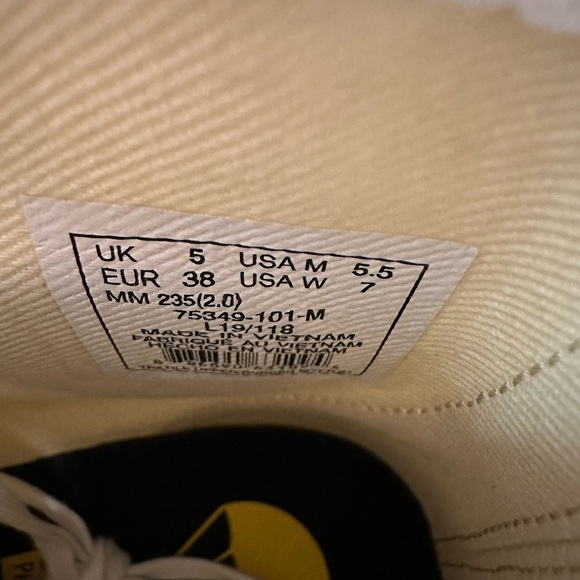 UK 5 USA M 5.5
EUR 38 USA W 7
MM 235(2.0)
75349-101-M
L19/118
MADE IN VIETNAM
FABRIQUE AU VIETNAM